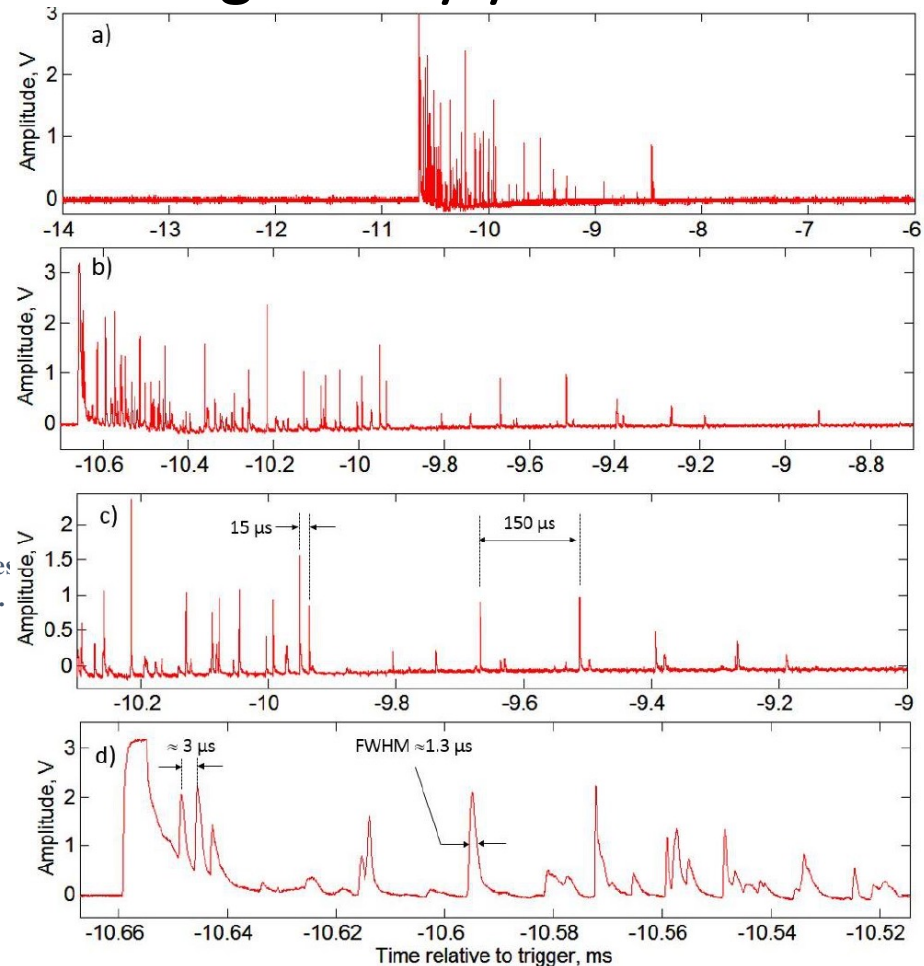 a)
Amplitude, V
3
2
1
0
-14 -13 -12 -11 -10 -9 -8 -7 -6
b)
Amplitude, V
3
2
1
0
-10.6 -10.4 -10.2 -10 -9.8 -9.6 -9.4 -9.2 -9 -8.8
c)
15 µs
150 µs
Amplitude, V
2
1.5
1
0.5
0
-10.2 -10 -9.8 -9.6 -9.4 -9.2 -9
d)
≈ 3 µs
FWHM ≈1.3 µs
Amplitude, V
3
2
1
0
-10.66 -10.64 -10.62 -10.6 -10.58 -10.56 -10.54 -10.52
Time relative to trigger, ms